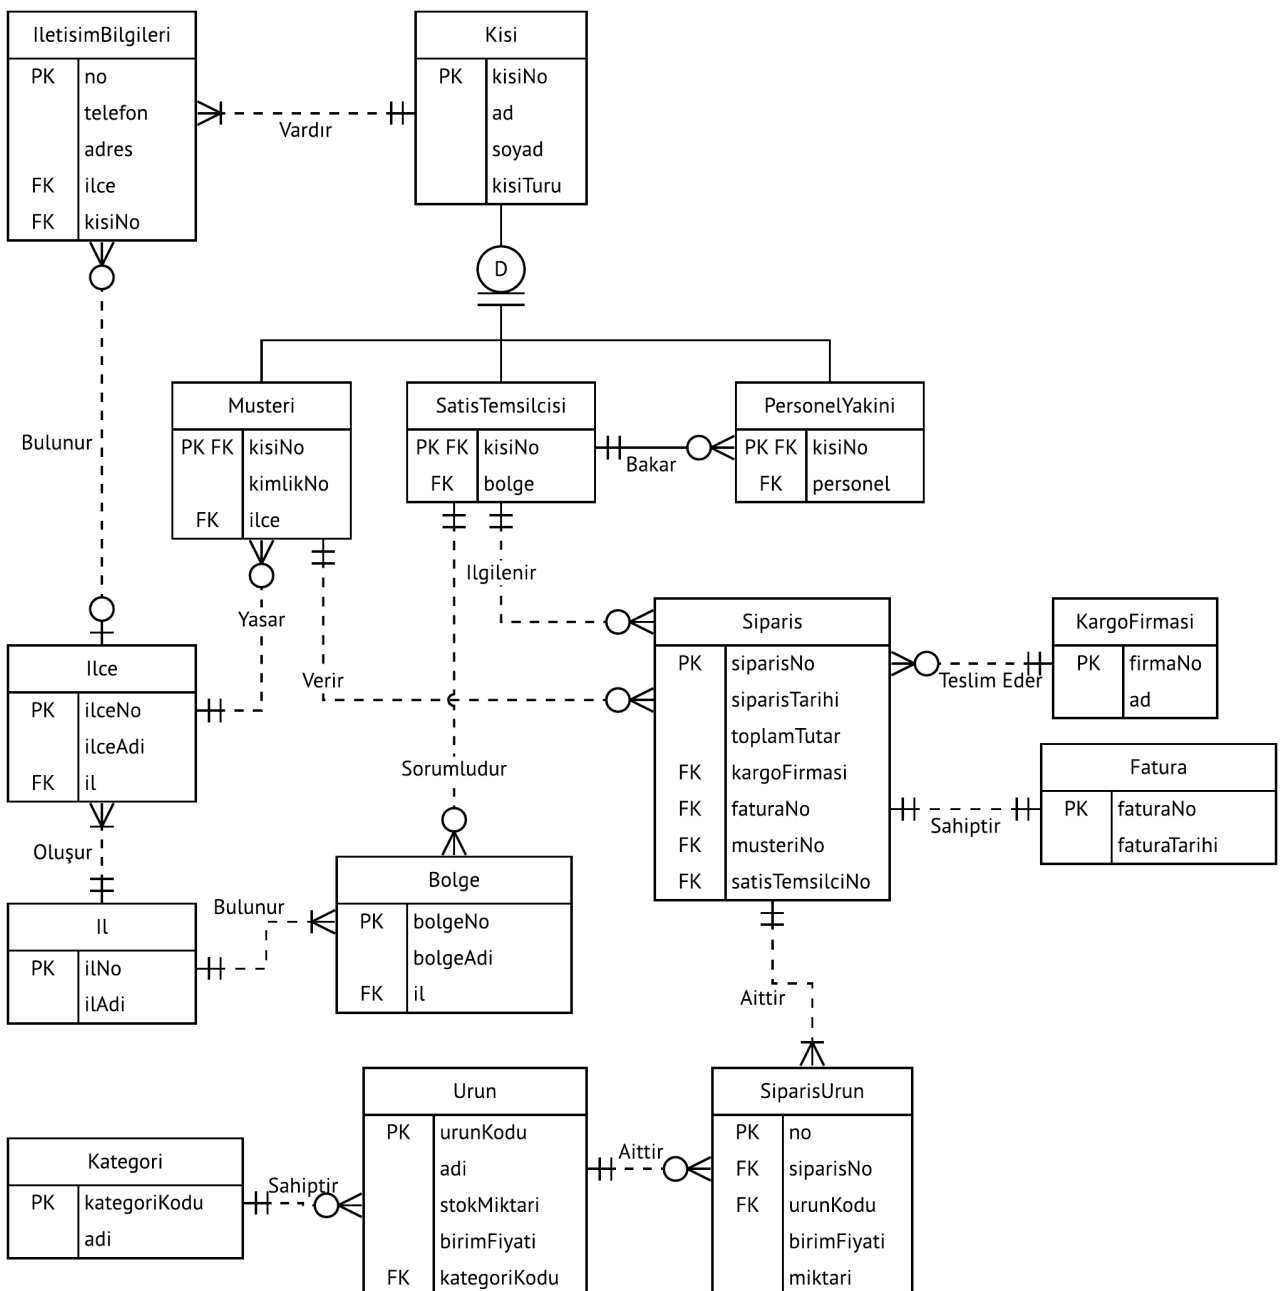 IletisimBilgileri
PK no
telefon
adres
FK ilce
FK kisiNo
Vardır
Kisi
PK kisiNo
ad
soyad
kisiTuru
D
Bulunur
Musteri
PK FK kisiNo
kimlikNo
FK ilce
SatisTemsilcisi
PK FK kisiNo
FK bolge
Bakar
PersonelYakini
PK FK kisiNo
FK personel
Ilgilenir
Yasar
Verir
Siparis
PK siparisNo
siparisTarihi
toplamTutar
FK kargoFirmasi
FK faturaNo
FK musteriNo
FK satisTemsilciNo
Teslim Eder
KargoFirmasi
PK firmaNo
ad
Ilce
PK ilceNo
ilceAdi
FK il
Sorumludur
Sahiptir
Fatura
PK faturaNo
faturaTarihi
Oluşur
Il
PK ilNo
ilAdi
Bulunur
Bolge
PK bolgeNo
bolgeAdi
FK il
Aittir
Kategori
PK kategoriKodu
adi
Sahiptir
Urun
PK urunKodu
adi
stokMiktari
birimFiyati
FK kategoriKodu
Aittir
SiparisUrun
PK no
FK siparisNo
FK urunKodu
birimFiyati
miktari